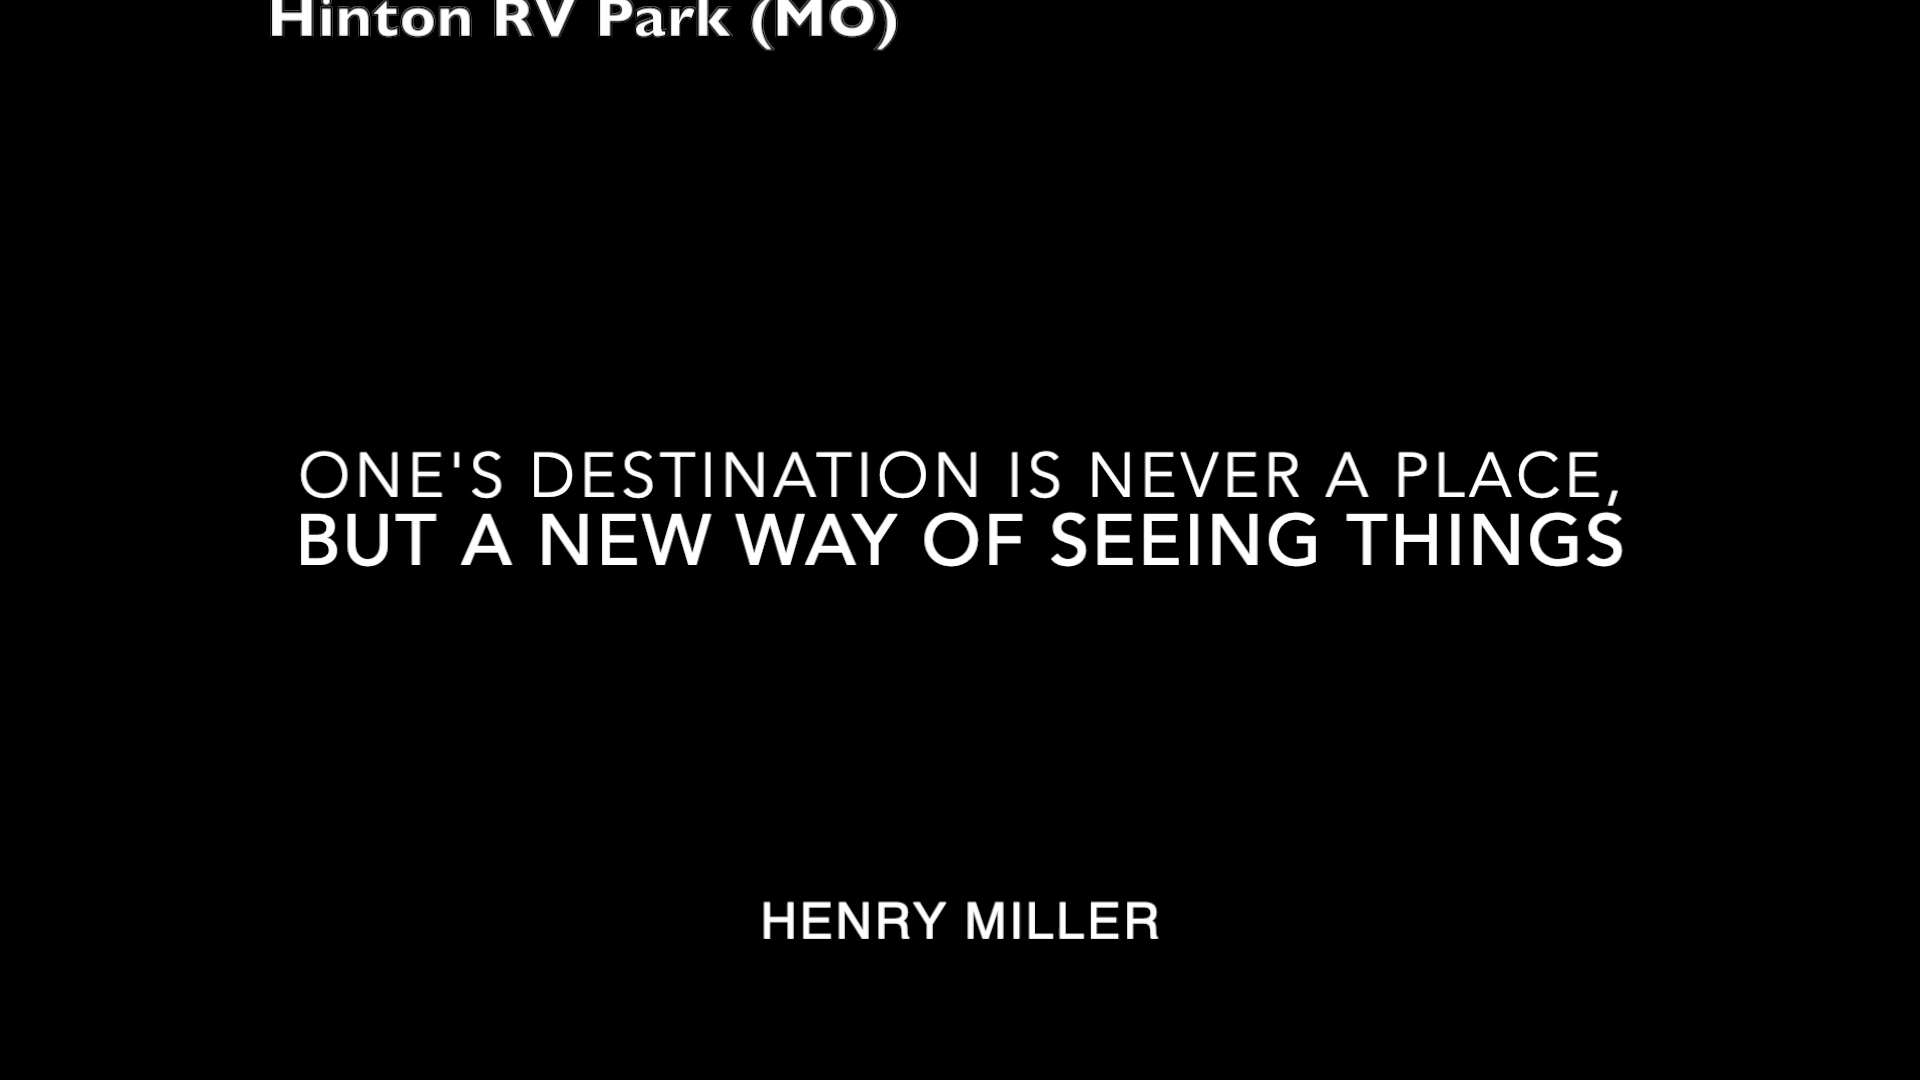 Hinton RV Park (MO)
ONE'S DESTINATION IS NEVER A PLACE,
BUT A NEW WAY OF SEEING THINGS
HENRY MILLER